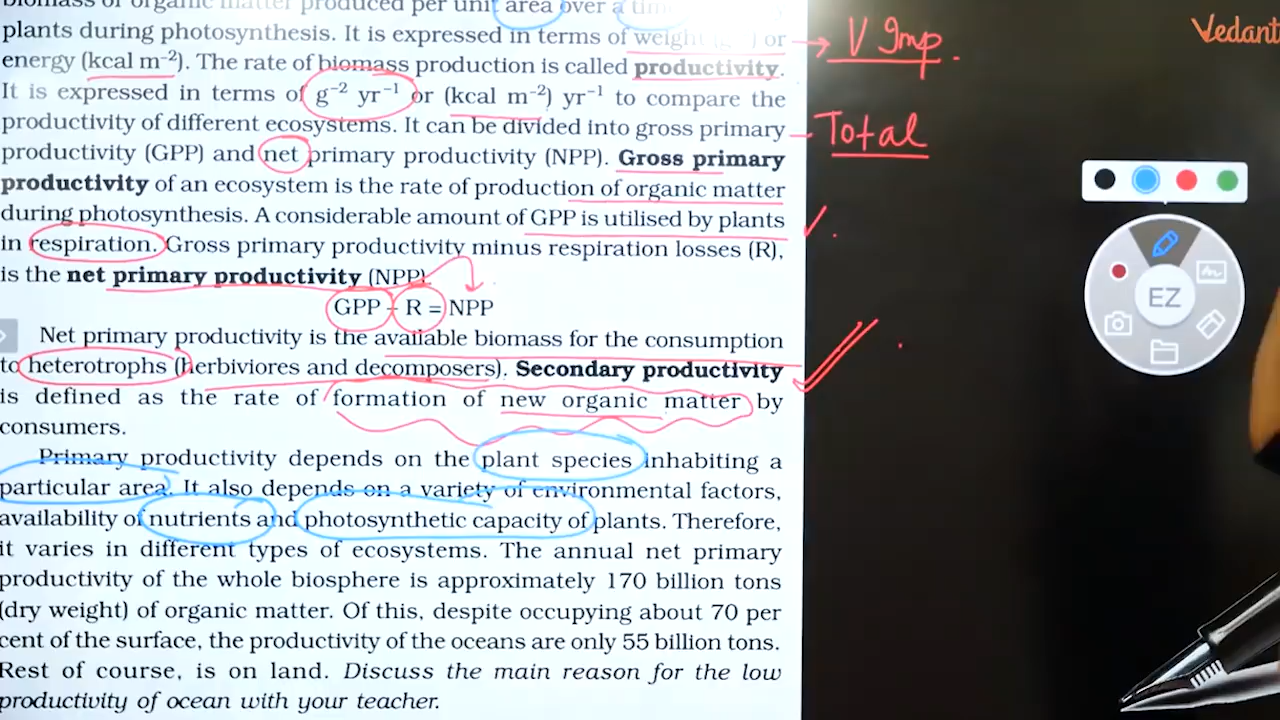 biomass or organic matter produced per unit area over a time
plants during photosynthesis. It is expressed in terms of weight or
energy (kcal m⁻²). The rate of biomass production is called productivity.
It is expressed in terms of g⁻² yr⁻¹ or (kcal m⁻²) yr⁻¹ to compare the
productivity of different ecosystems. It can be divided into gross primary
productivity (GPP) and net primary productivity (NPP). Gross primary
productivity of an ecosystem is the rate of production of organic matter
during photosynthesis. A considerable amount of GPP is utilised by plants
in respiration. Gross primary productivity minus respiration losses (R),
is the net primary productivity (NPP).
GPP – R = NPP
Net primary productivity is the available biomass for the consumption
to heterotrophs (herbiviores and decomposers). Secondary productivity
is defined as the rate of formation of new organic matter by
consumers.
Primary productivity depends on the plant species inhabiting a
particular area. It also depends on a variety of environmental factors,
availability of nutrients and photosynthetic capacity of plants. Therefore,
it varies in different types of ecosystems. The annual net primary
productivity of the whole biosphere is approximately 170 billion tons
(dry weight) of organic matter. Of this, despite occupying about 70 per
cent of the surface, the productivity of the oceans are only 55 billion tons.
Rest of course, is on land. Discuss the main reason for the low
productivity of ocean with your teacher.
V Imp.
Total
Vedant
EZ